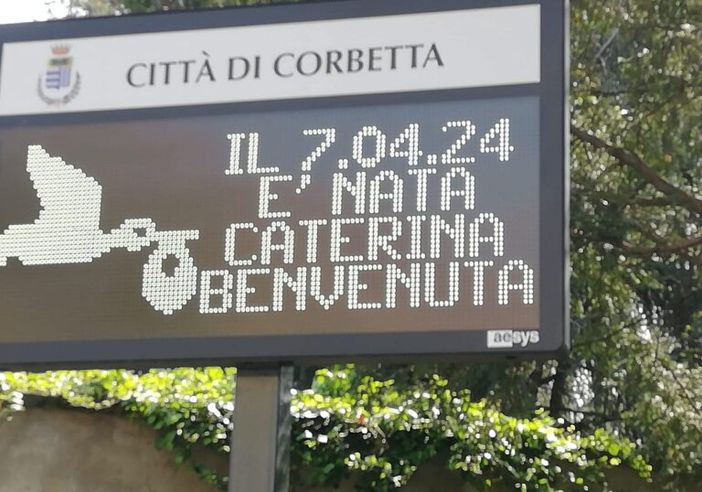 CITTÀ DI CORBETTA
IL 7.04.24
E' NATA
CATERINA
BENVENUTA
aesys